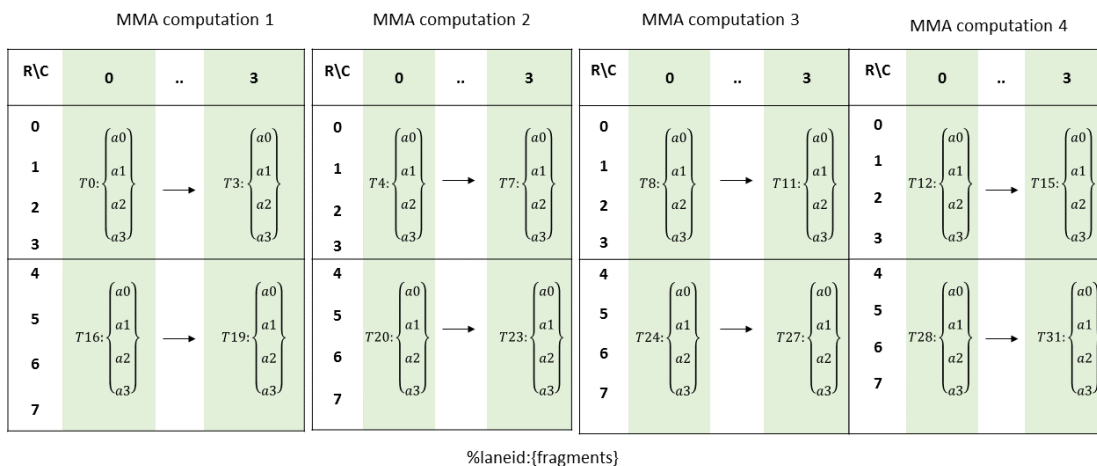 MMA computation 1
MMA computation 2
MMA computation 3
MMA computation 4
R\C 0 .. 3
R\C 0 .. 3
R\C 0 .. 3
R\C 0 .. 3
0
1
2
3
T0: {a0 a1 a2 a3} → T3: {a0 a1 a2 a3}
0
1
2
3
T4: {a0 a1 a2 a3} → T7: {a0 a1 a2 a3}
0
1
2
3
T8: {a0 a1 a2 a3} → T11: {a0 a1 a2 a3}
0
1
2
3
T12: {a0 a1 a2 a3} → T15: {a0 a1 a2 a3}
4
5
6
7
T16: {a0 a1 a2 a3} → T19: {a0 a1 a2 a3}
4
5
6
7
T20: {a0 a1 a2 a3} → T23: {a0 a1 a2 a3}
4
5
6
7
T24: {a0 a1 a2 a3} → T27: {a0 a1 a2 a3}
4
5
6
7
T28: {a0 a1 a2 a3} → T31: {a0 a1 a2 a3}
%laneid:{fragments}